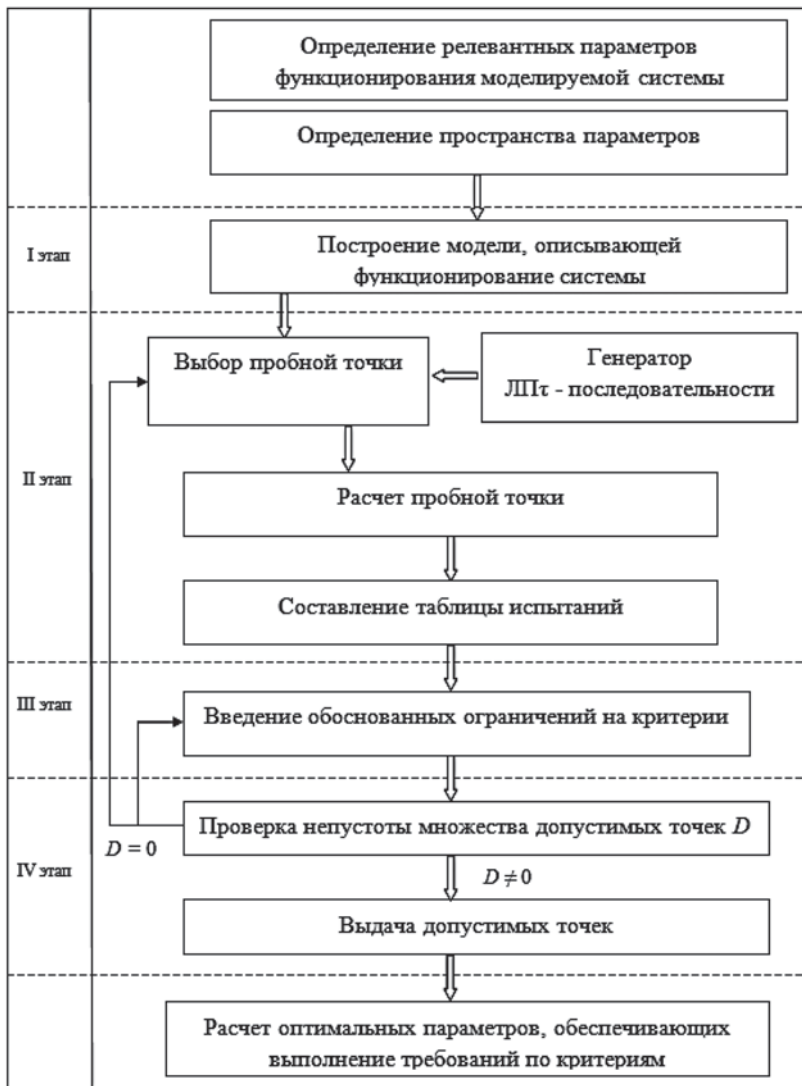 Определение релевантных параметров
функционирования моделируемой системы
Определение пространства параметров
I этап
Построение модели, описывающей
функционирование системы
Выбор пробной точки
Генератор
ЛПτ - последовательности
II этап
Расчет пробной точки
Составление таблицы испытаний
III этап
Введение обоснованных ограничений на критерии
Проверка непустоты множества допустимых точек D
D = 0
IV этап
D ≠ 0
Выдача допустимых точек
Расчет оптимальных параметров, обеспечивающих
выполнение требований по критериям